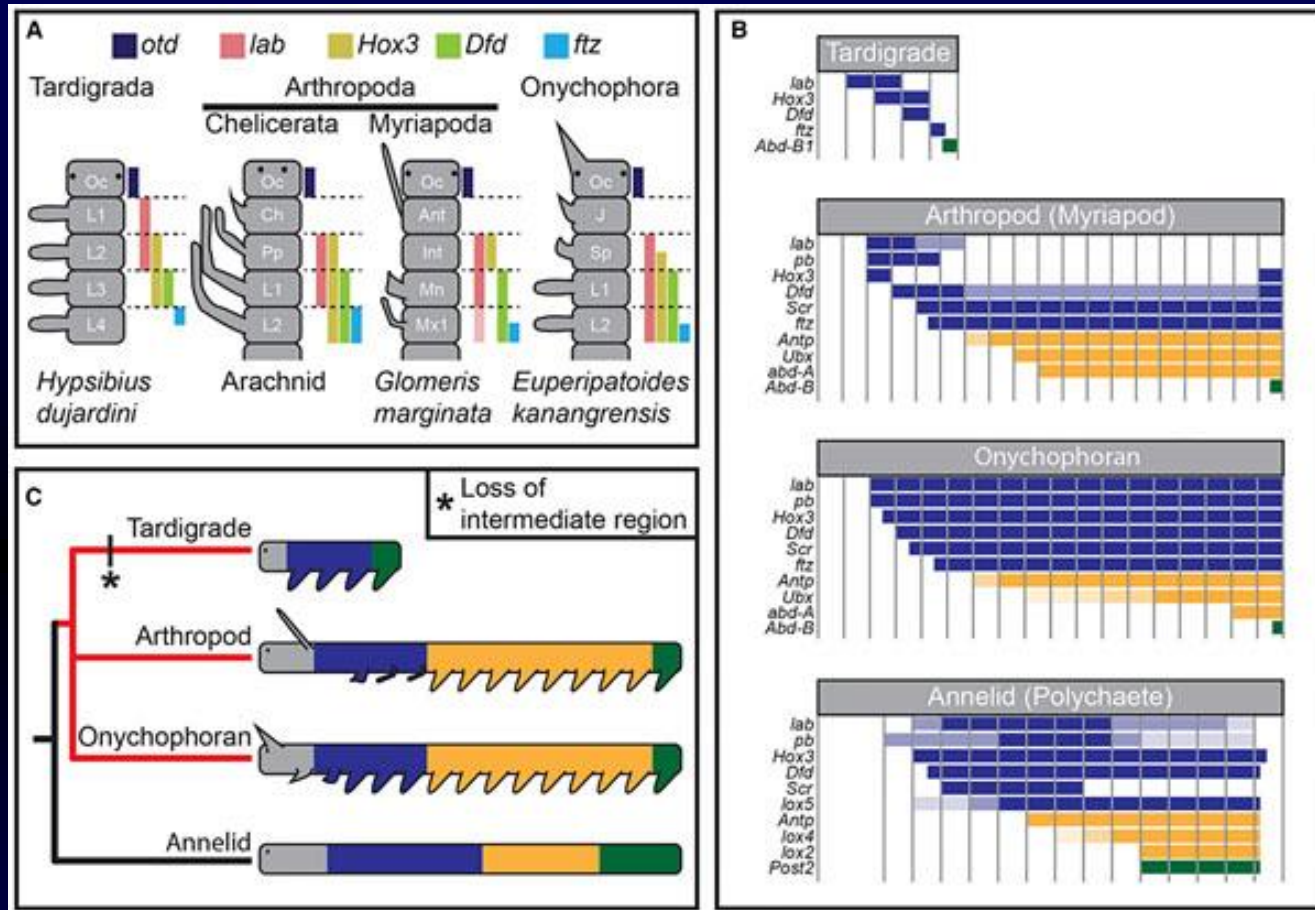 A
otd lab Hox3 Dfd ftz
Tardigrada Arthropoda Onychophora
Chelicerata Myriapoda
Oc Oc Oc Oc
L1 Ch Ant J
L2 Pp Int Sp
L3 L1 Mn L1
L4 L2 Mx1 L2
Hypsibius Arachnid Glomeris Euperipatoides
dujardini marginata kanangrensis
B
Tardigrade
lab
Hox3
Dfd
ftz
Abd-B1
Arthropod (Myriapod)
lab
pb
Hox3
Dfd
Scr
ftz
Antp
Ubx
abd-A
Abd-B
Onychophoran
lab
pb
Hox3
Dfd
Scr
ftz
Antp
Ubx
abd-A
Abd-B
Annelid (Polychaete)
lab
pb
Hox3
Dfd
Scr
lox5
Antp
lox4
lox2
Post2
C
* Loss of
intermediate region
Tardigrade
*
Arthropod
Onychophoran
Annelid